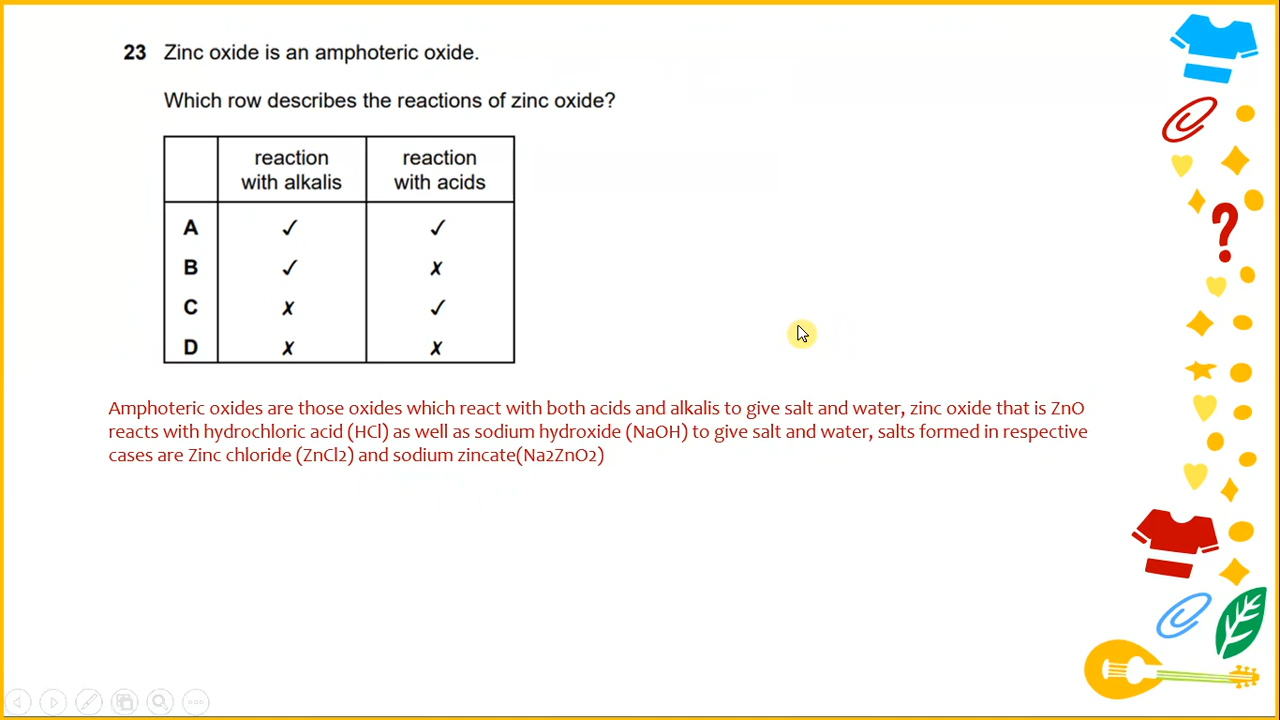 23 Zinc oxide is an amphoteric oxide.
Which row describes the reactions of zinc oxide?
reaction with alkalis reaction with acids
A ✓ ✓
B ✓ ✗
C ✗ ✓
D ✗ ✗
Amphoteric oxides are those oxides which react with both acids and alkalis to give salt and water, zinc oxide that is ZnO
reacts with hydrochloric acid (HCl) as well as sodium hydroxide (NaOH) to give salt and water, salts formed in respective
cases are Zinc chloride (ZnCl2) and sodium zincate(Na2ZnO2)
?